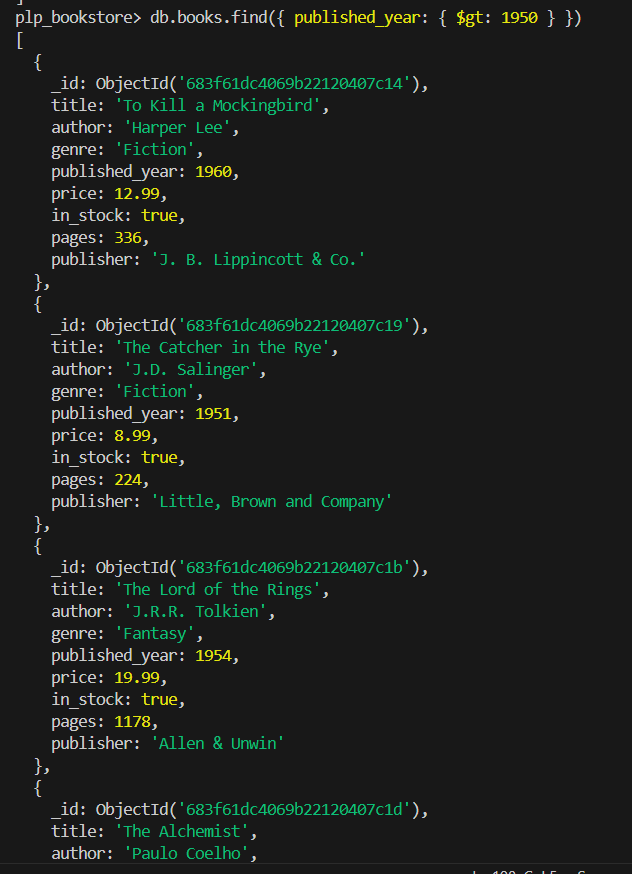 plp_bookstore> db.books.find({ published_year: { $gt: 1950 } })
[
  {
    _id: ObjectId('683f61dc4069b22120407c14'),
    title: 'To Kill a Mockingbird',
    author: 'Harper Lee',
    genre: 'Fiction',
    published_year: 1960,
    price: 12.99,
    in_stock: true,
    pages: 336,
    publisher: 'J. B. Lippincott & Co.'
  },
  {
    _id: ObjectId('683f61dc4069b22120407c19'),
    title: 'The Catcher in the Rye',
    author: 'J.D. Salinger',
    genre: 'Fiction',
    published_year: 1951,
    price: 8.99,
    in_stock: true,
    pages: 224,
    publisher: 'Little, Brown and Company'
  },
  {
    _id: ObjectId('683f61dc4069b22120407c1b'),
    title: 'The Lord of the Rings',
    author: 'J.R.R. Tolkien',
    genre: 'Fantasy',
    published_year: 1954,
    price: 19.99,
    in_stock: true,
    pages: 1178,
    publisher: 'Allen & Unwin'
  },
  {
    _id: ObjectId('683f61dc4069b22120407c1d'),
    title: 'The Alchemist',
    author: 'Paulo Coelho',